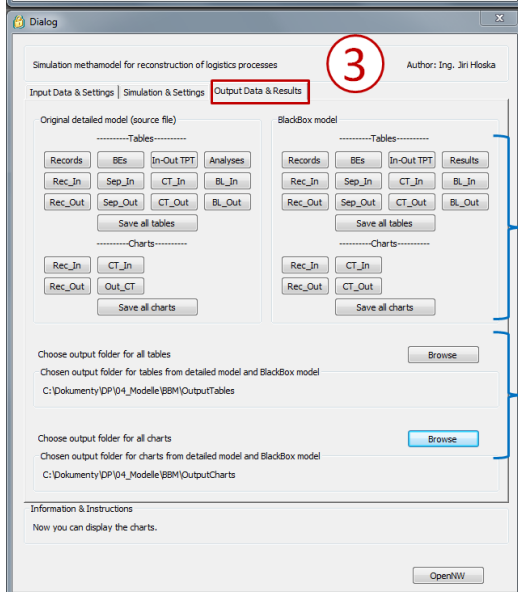 Dialog
X
3
Simulation methamodel for reconstruction of logistics processes
Author: Ing. Jiri Hloska
Input Data & Settings
Simulation & Settings
Output Data & Results
Original detailed model (source file)
----------Tables----------
Records BEs In-Out TPT Analyses
Rec_In Sep_In CT_In BL_In
Rec_Out Sep_Out CT_Out BL_Out
Save all tables
----------Charts----------
Rec_In CT_In
Rec_Out Out_CT
Save all charts
BlackBox model
----------Tables----------
Records BEs In-Out TPT Results
Rec_In Sep_In CT_In BL_In
Rec_Out Sep_Out CT_Out BL_Out
Save all tables
----------Charts----------
Rec_In CT_In
Rec_Out CT_Out
Save all charts
Choose output folder for all tables
Browse
Chosen output folder for tables from detailed model and BlackBox model
C:\Dokumenty\DP\04_Modelle\BBM\OutputTables
Choose output folder for all charts
Browse
Chosen output folder for charts from detailed model and BlackBox model
C:\Dokumenty\DP\04_Modelle\BBM\OutputCharts
Information & Instructions
Now you can display the charts.
OpenNW